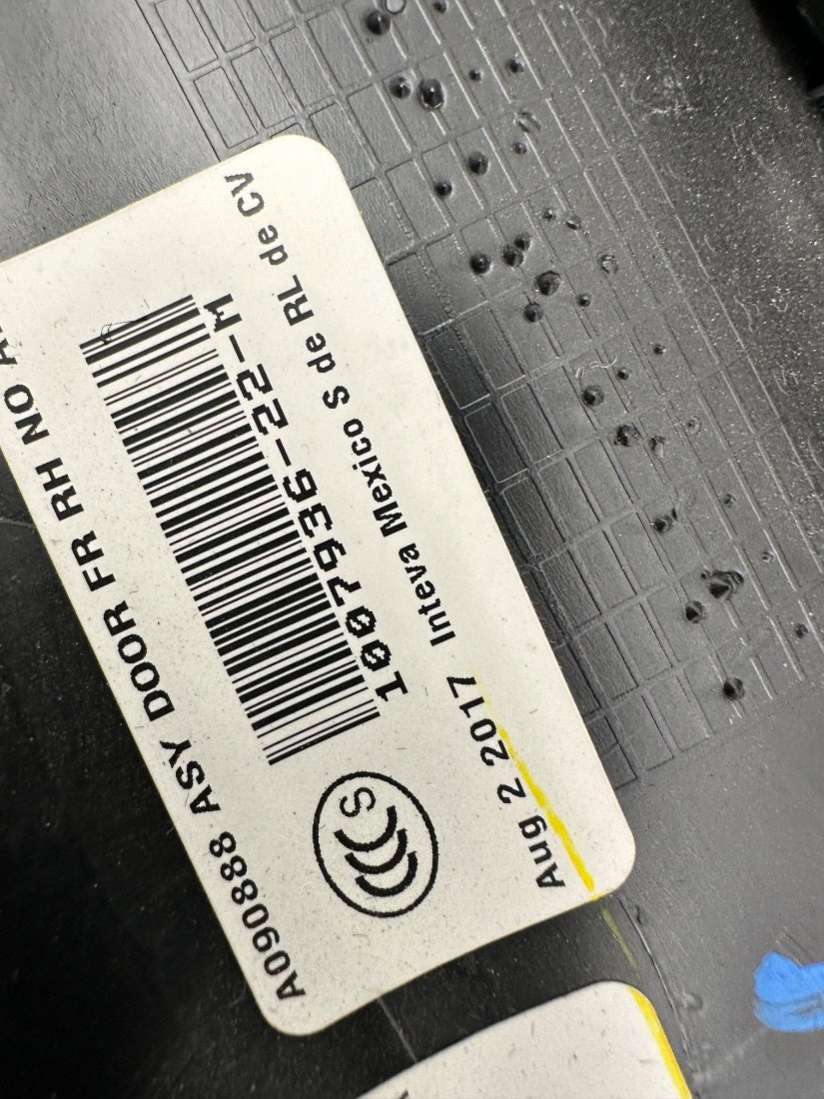 A090888 ASY DOOR FR RH NO
1007936-22-M
S
Aug 2 2017 Inteva Mexico S de RL de CV